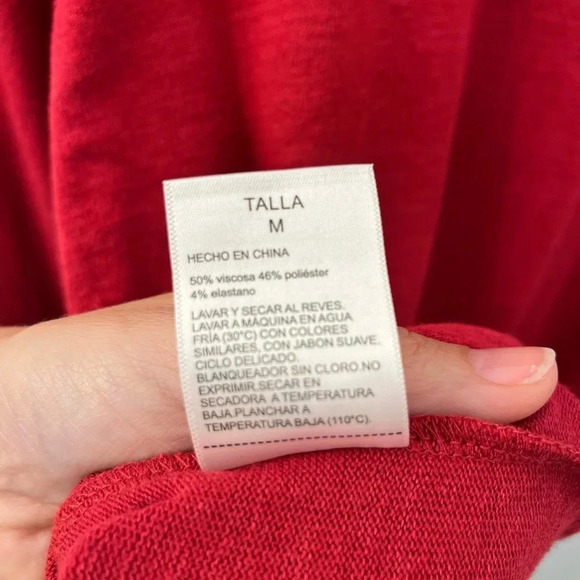 TALLA
M
HECHO EN CHINA
50% viscosa 46% poliéster
4% elastano
LAVAR Y SECAR AL REVES.
LAVAR A MÁQUINA EN AGUA
FRÍA (30°C) CON COLORES
SIMILARES, CON JABON SUAVE.
CICLO DELICADO.
BLANQUEADOR SIN CLORO.NO
EXPRIMIR.SECAR EN
SECADORA A TEMPERATURA
BAJA.PLANCHAR A
TEMPERATURA BAJA (110°C).